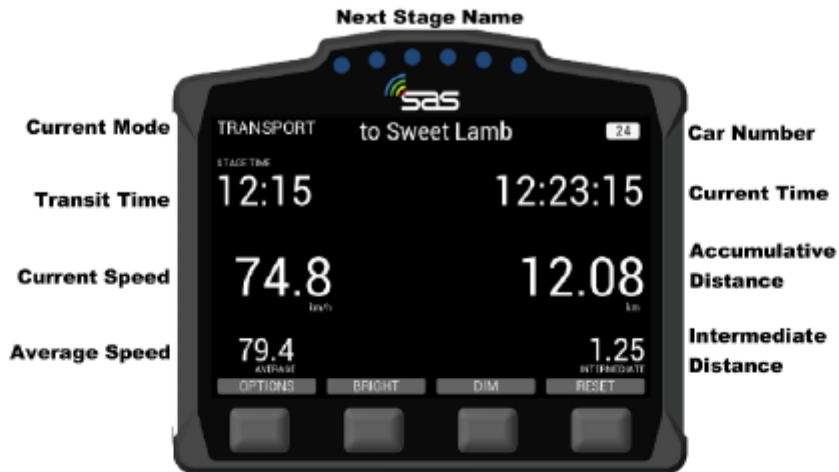 Next Stage Name
sas
Current Mode
TRANSPORT
to Sweet Lamb
24
Car Number
STAGE TIME
Transit Time
12:15
12:23:15
Current Time
Current Speed
74.8
km/h
12.08
km
Accumulative
Distance
Average Speed
79.4
AVERAGE
1.25
INTERMEDIATE
Intermediate
Distance
OPTIONS
BRIGHT
DIM
RESET